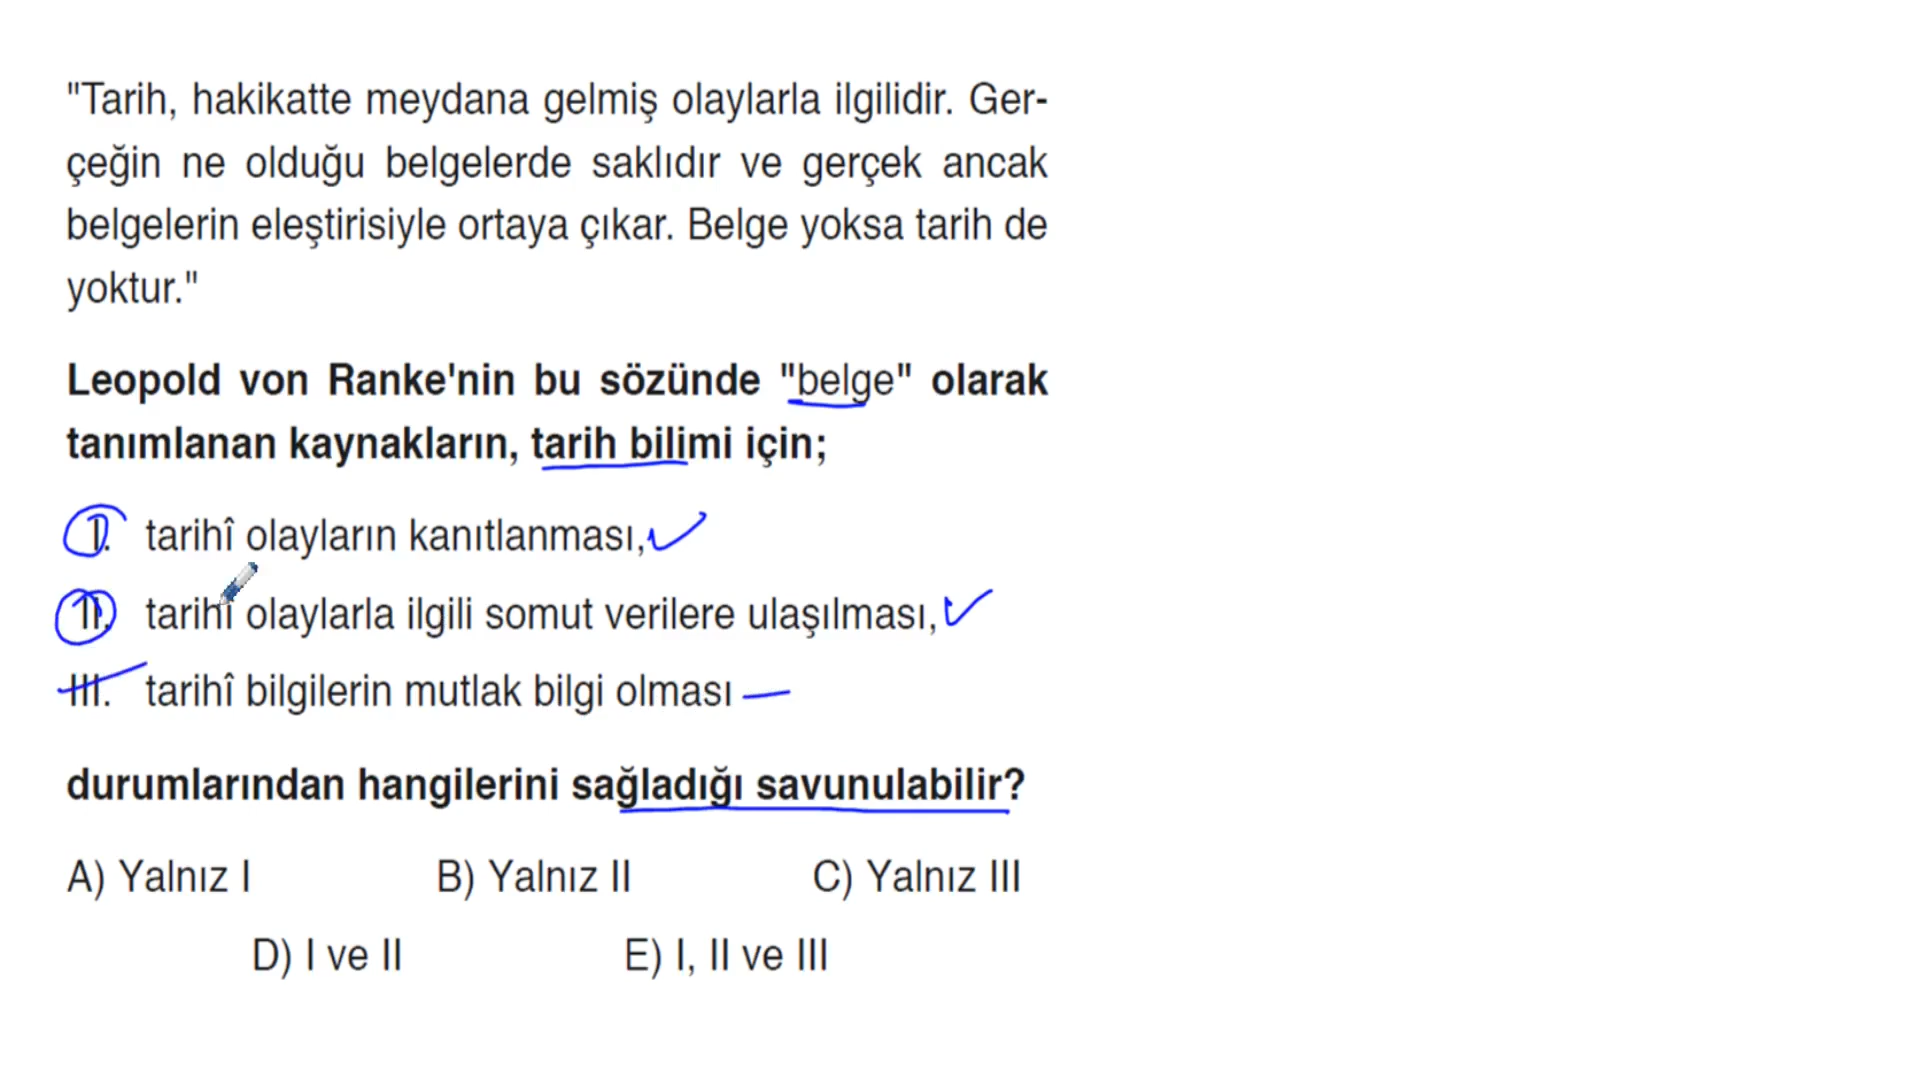 "Tarih, hakikatte meydana gelmiş olaylarla ilgilidir. Ger-
çeğin ne olduğu belgelerde saklıdır ve gerçek ancak
belgelerin eleştirisiyle ortaya çıkar. Belge yoksa tarih de
yoktur."
Leopold von Ranke'nin bu sözünde "belge" olarak
tanımlanan kaynakların, tarih bilimi için;
I. tarihî olayların kanıtlanması,
II. tarihî olaylarla ilgili somut verilere ulaşılması,
III. tarihî bilgilerin mutlak bilgi olması
durumlarından hangilerini sağladığı savunulabilir?
A) Yalnız I B) Yalnız II C) Yalnız III
D) I ve II E) I, II ve III